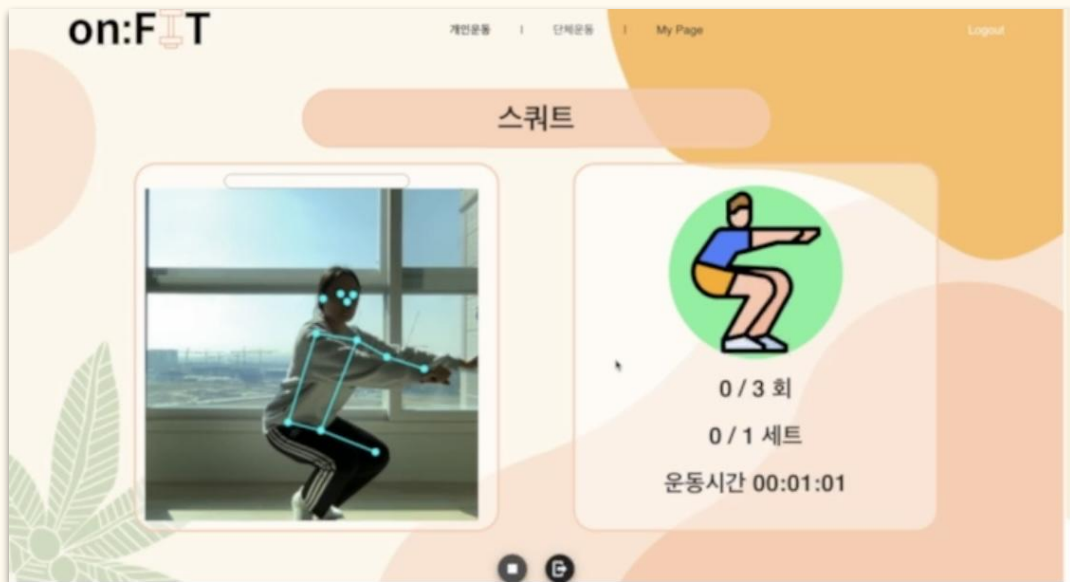 on:FIT
개인운동 | 단체운동 | My Page
Logout
스쿼트
0 / 3 회
0 / 1 세트
운동시간 00:01:01